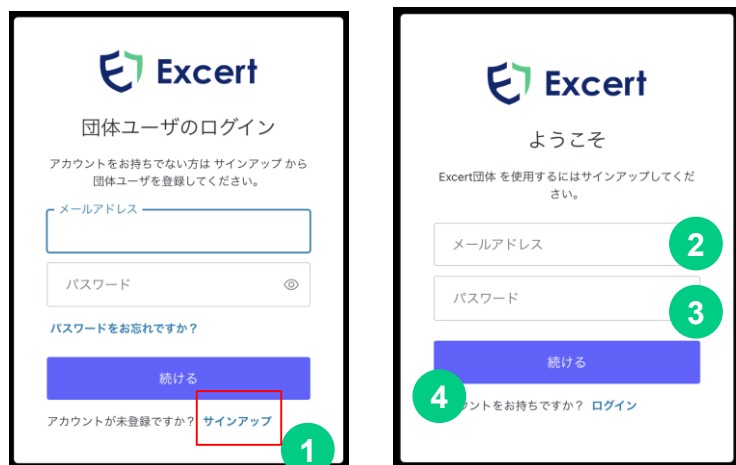 Excert
団体ユーザのログイン
アカウントをお持ちでない方は サインアップ から
団体ユーザを登録してください。
メールアドレス
パスワード
パスワードをお忘れですか?
続ける
アカウントが未登録ですか? サインアップ
1
Excert
ようこそ
Excert団体 を使用するにはサインアップしてくだ
さい。
メールアドレス
2
パスワード
3
続ける
4
ウントをお持ちですか? ログイン